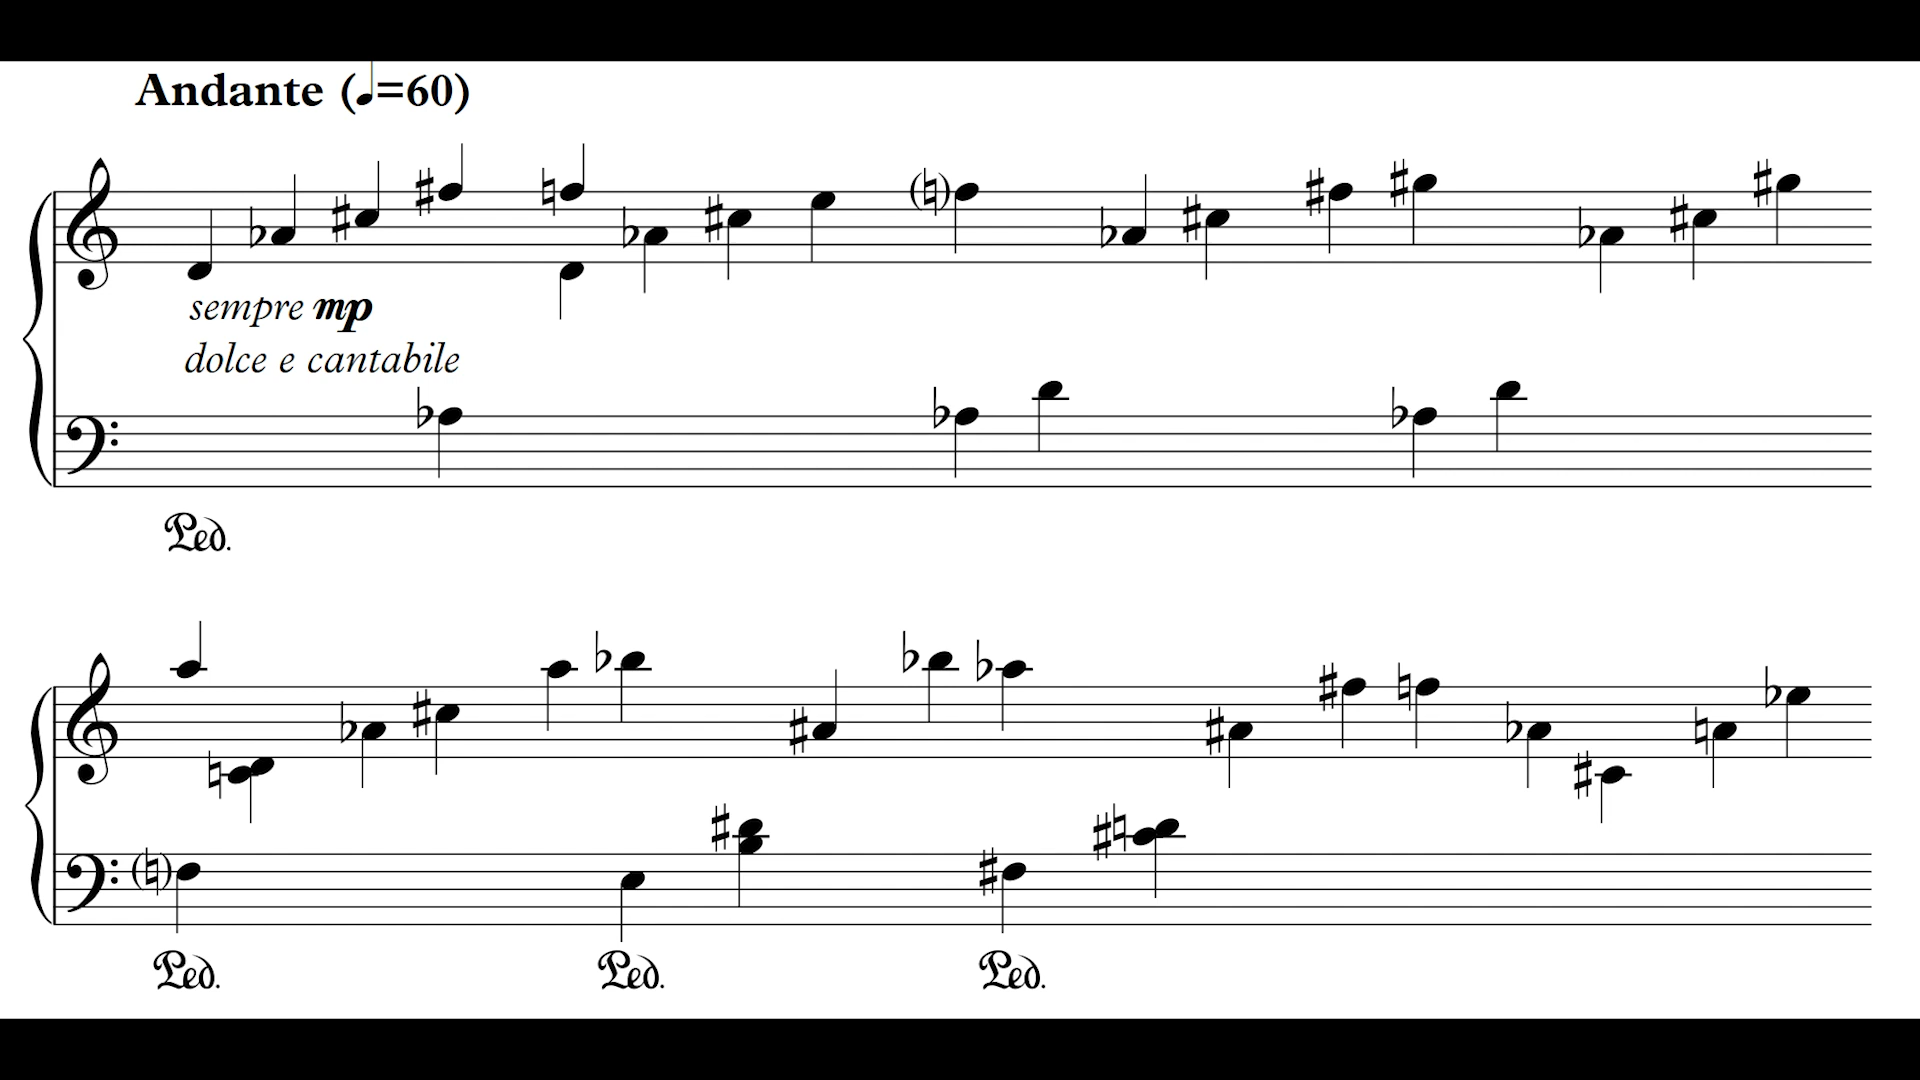 Andante (♩=60)
sempre mp
dolce e cantabile
Ped.
Ped. Ped. Ped.